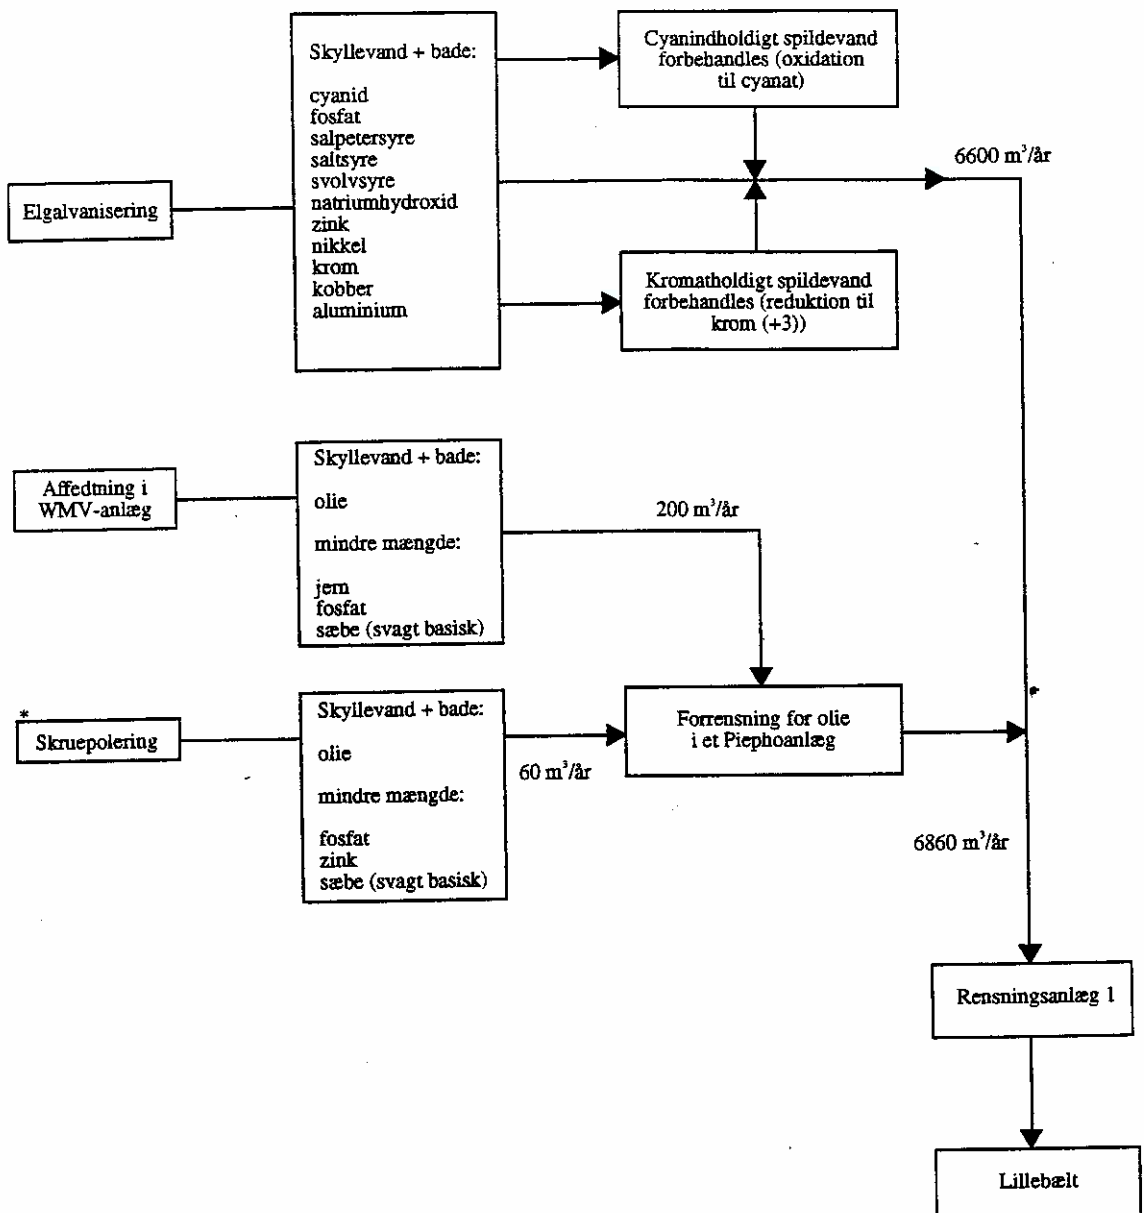 Elgalvanisering
Skyllevand + bade:
cyanid
fosfat
salpetersyre
saltsyre
svolvsyre
natriumhydroxid
zink
nikkel
krom
kobber
aluminium
Cyanindholdigt spildevand
forbehandles (oxidation
til cyanat)
6600 m³/år
Kromatholdigt spildevand
forbehandles (reduktion til
krom (+3))
Affedtning i
WMV-anlæg
Skyllevand + bade:
olie
mindre mængde:
jern
fosfat
sæbe (svagt basisk)
200 m³/år
*
Skruepolering
Skyllevand + bade:
olie
mindre mængde:
fosfat
zink
sæbe (svagt basisk)
60 m³/år
Forrensning for olie
i et Piephoanlæg
6860 m³/år
Rensningsanlæg 1
Lillebælt